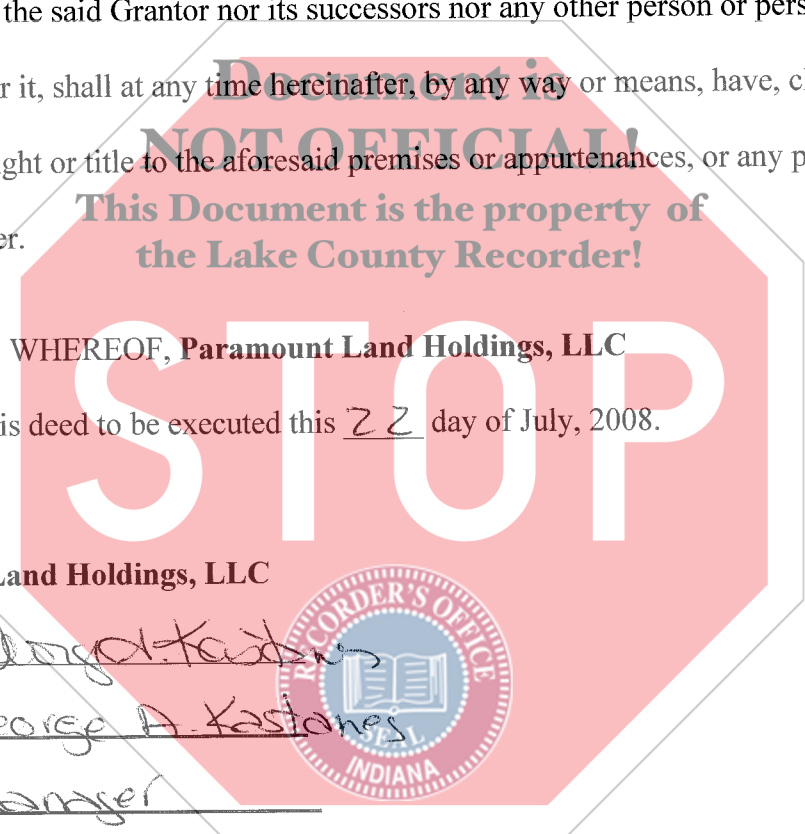 the said Grantor nor its successors nor any other person or pers
Document is
r it, shall at any time hereinafter, by any way or means, have, cl
NOT OFFICIAL!
ght or title to the aforesaid premises or appurtenances, or any p
This Document is the property of
er.
the Lake County Recorder!
STOP
WHEREOF, Paramount Land Holdings, LLC
is deed to be executed this 22 day of July, 2008.
Land Holdings, LLC
RECORDER'S OFFICE
SEAL
INDIANA
eorge A. Kastanes
anager